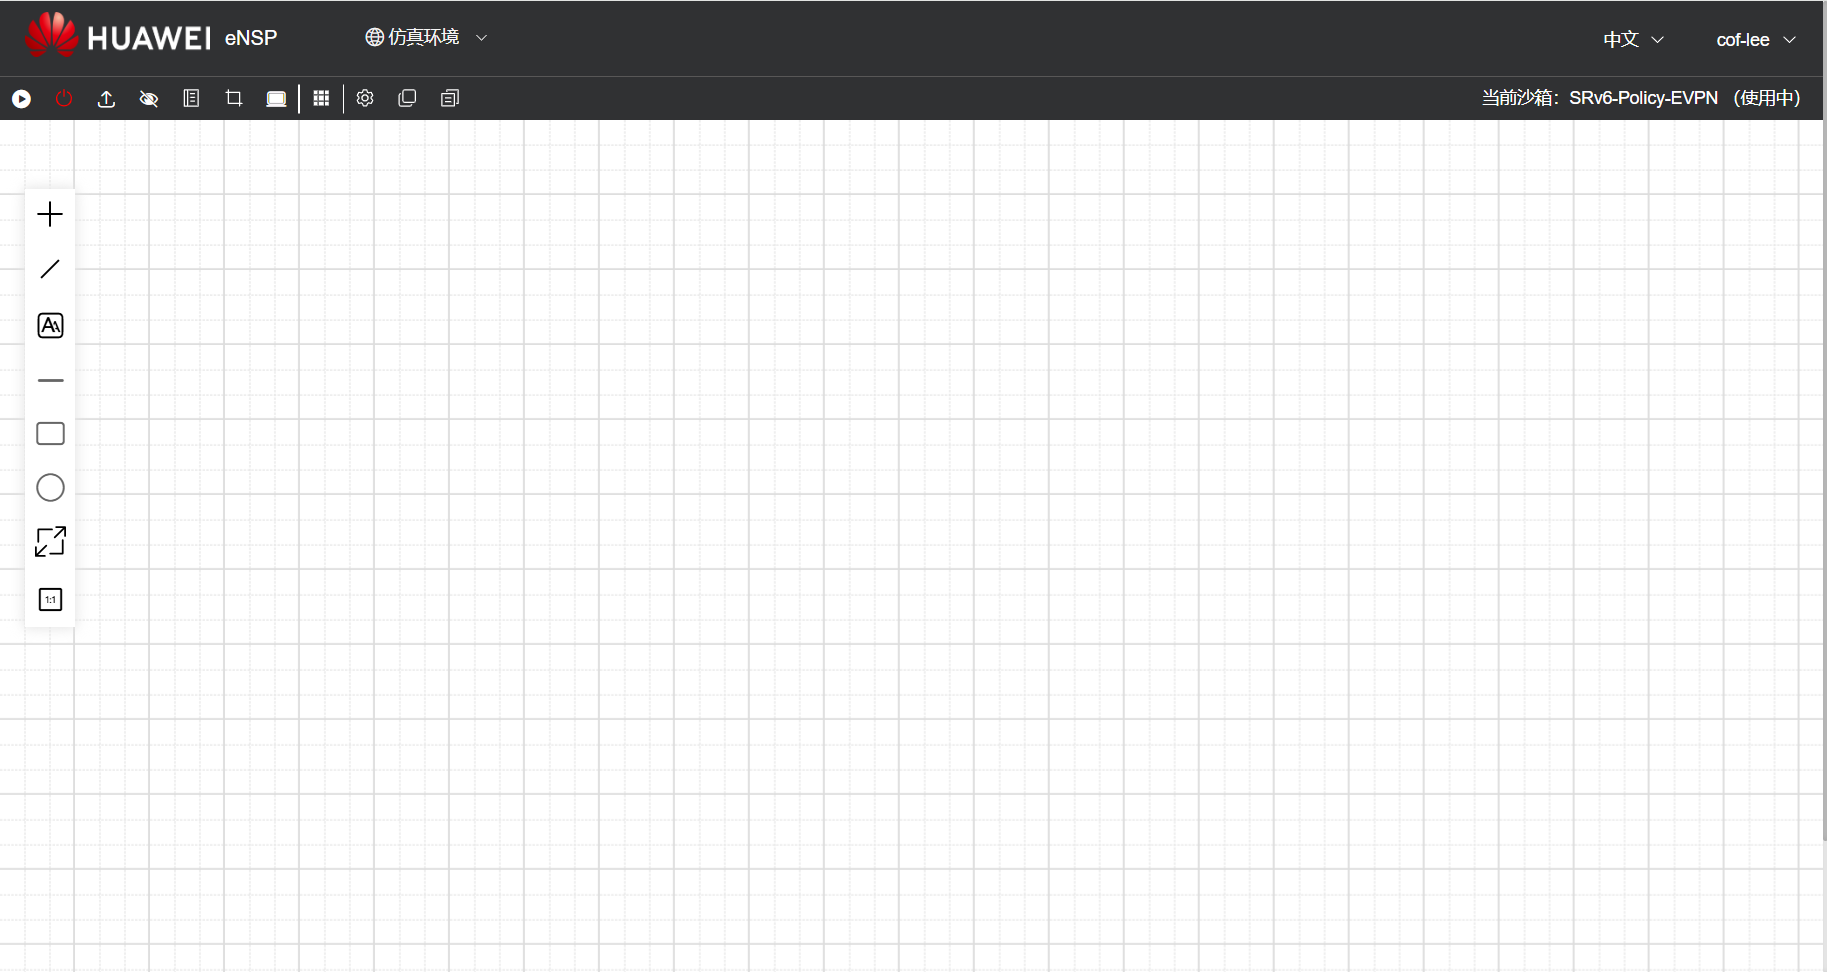 HUAWEI eNSP 仿真环境 中文 cof-lee
当前沙箱：SRv6-Policy-EVPN （使用中）
AA
1:1